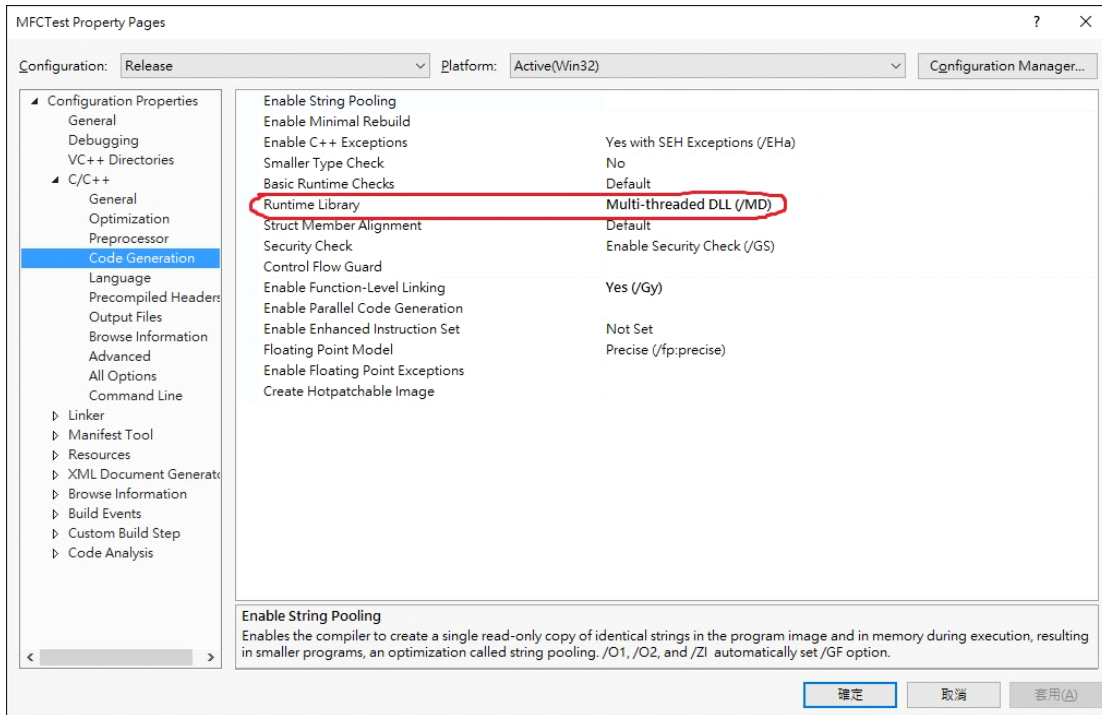 MFCTest Property Pages
? ×
Configuration: Release Platform: Active(Win32) Configuration Manager...
Configuration Properties
General
Debugging
VC++ Directories
C/C++
General
Optimization
Preprocessor
Code Generation
Language
Precompiled Headers
Output Files
Browse Information
Advanced
All Options
Command Line
Linker
Manifest Tool
Resources
XML Document Generato
Browse Information
Build Events
Custom Build Step
Code Analysis
Enable String Pooling
Enable Minimal Rebuild
Enable C++ Exceptions Yes with SEH Exceptions (/EHa)
Smaller Type Check No
Basic Runtime Checks Default
Runtime Library Multi-threaded DLL (/MD)
Struct Member Alignment Default
Security Check Enable Security Check (/GS)
Control Flow Guard
Enable Function-Level Linking Yes (/Gy)
Enable Parallel Code Generation
Enable Enhanced Instruction Set Not Set
Floating Point Model Precise (/fp:precise)
Enable Floating Point Exceptions
Create Hotpatchable Image
Enable String Pooling
Enables the compiler to create a single read-only copy of identical strings in the program image and in memory during execution, resulting
in smaller programs, an optimization called string pooling. /O1, /O2, and /ZI automatically set /GF option.
確定 取消 套用(A)